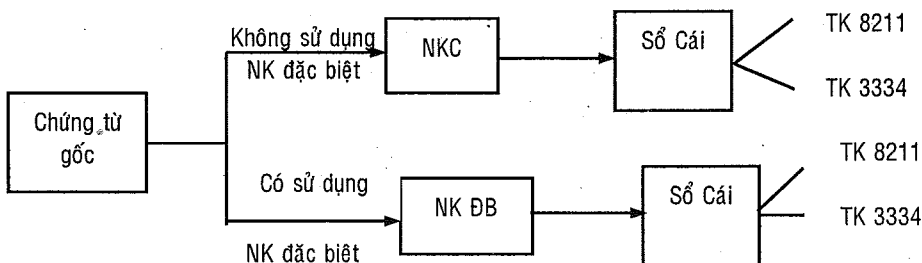 Chứng từ
gốc
Không sử dụng
NK đặc biệt
NKC
Sổ Cái
TK 8211
TK 3334
Có sử dụng
NK đặc biệt
NK ĐB
Sổ Cái
TK 8211
TK 3334